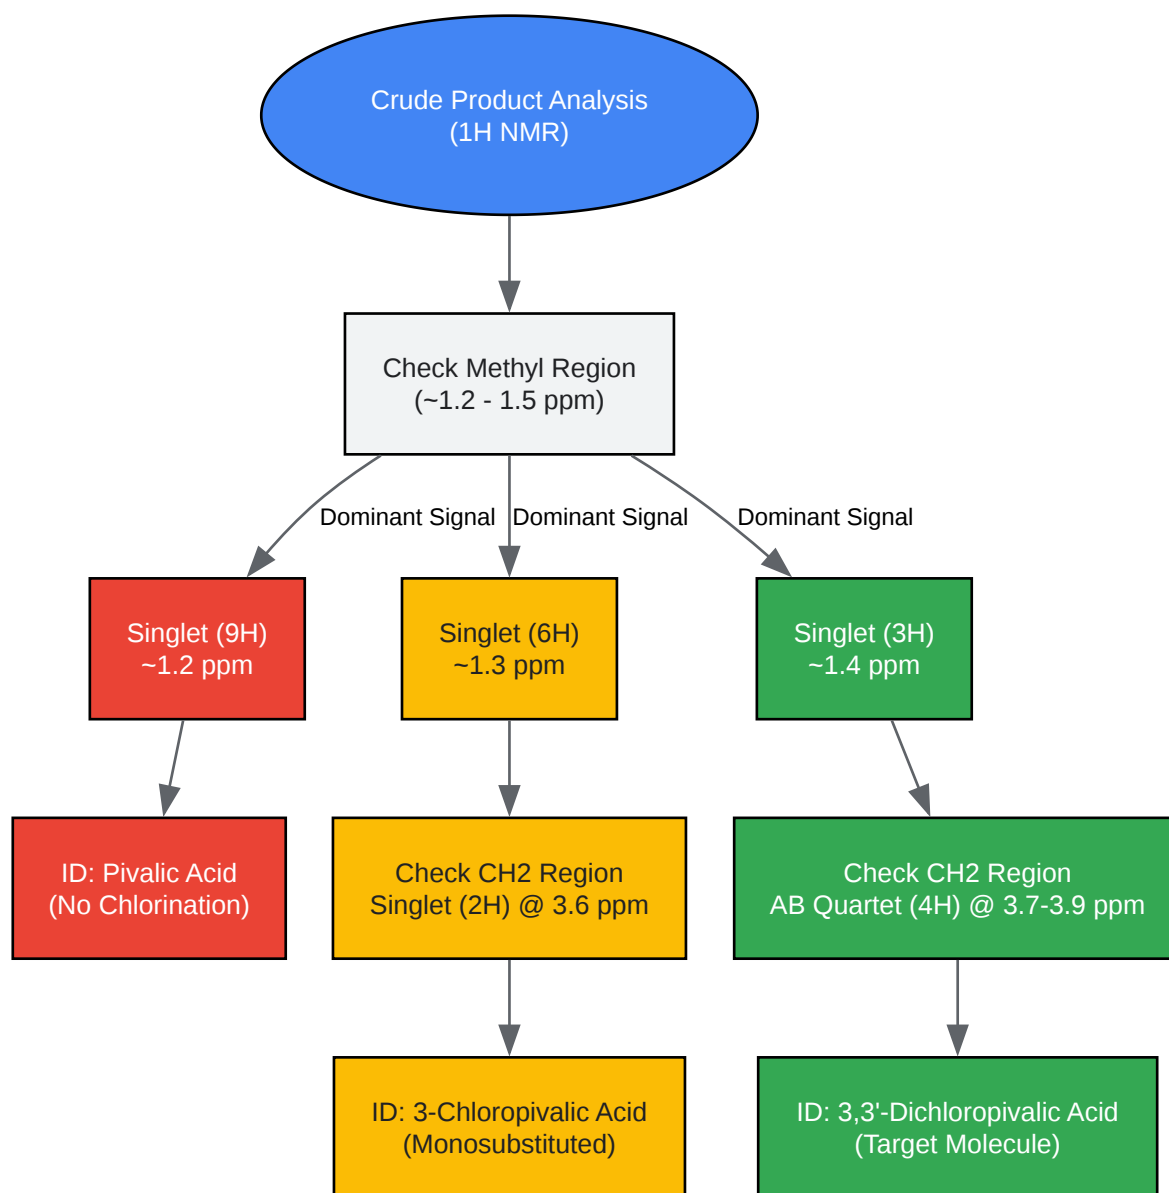 Crude Product Analysis
(1H NMR)
Check Methyl Region
(~1.2 - 1.5 ppm)
Dominant Signal
Dominant Signal
Dominant Signal
Singlet (9H)
~1.2 ppm
Singlet (6H)
~1.3 ppm
Singlet (3H)
~1.4 ppm
ID: Pivalic Acid
(No Chlorination)
Check CH2 Region
Singlet (2H) @ 3.6 ppm
Check CH2 Region
AB Quartet (4H) @ 3.7-3.9 ppm
ID: 3-Chloropivalic Acid
(Monosubstituted)
ID: 3,3'-Dichloropivalic Acid
(Target Molecule)